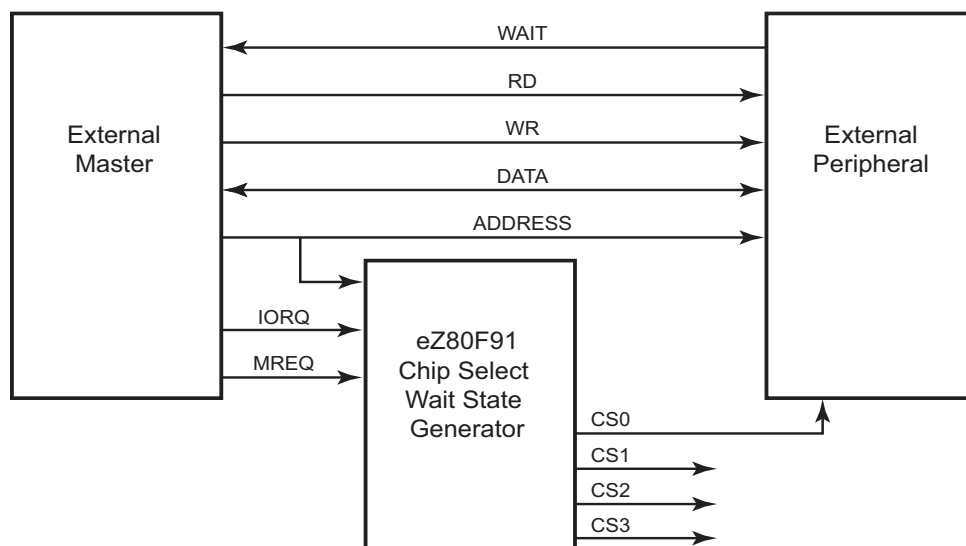 WAIT
RD
External
Master
WR
External
Peripheral
DATA
ADDRESS
IORQ
MREQ
eZ80F91
Chip Select
Wait State
Generator
CS0
CS1
CS2
CS3